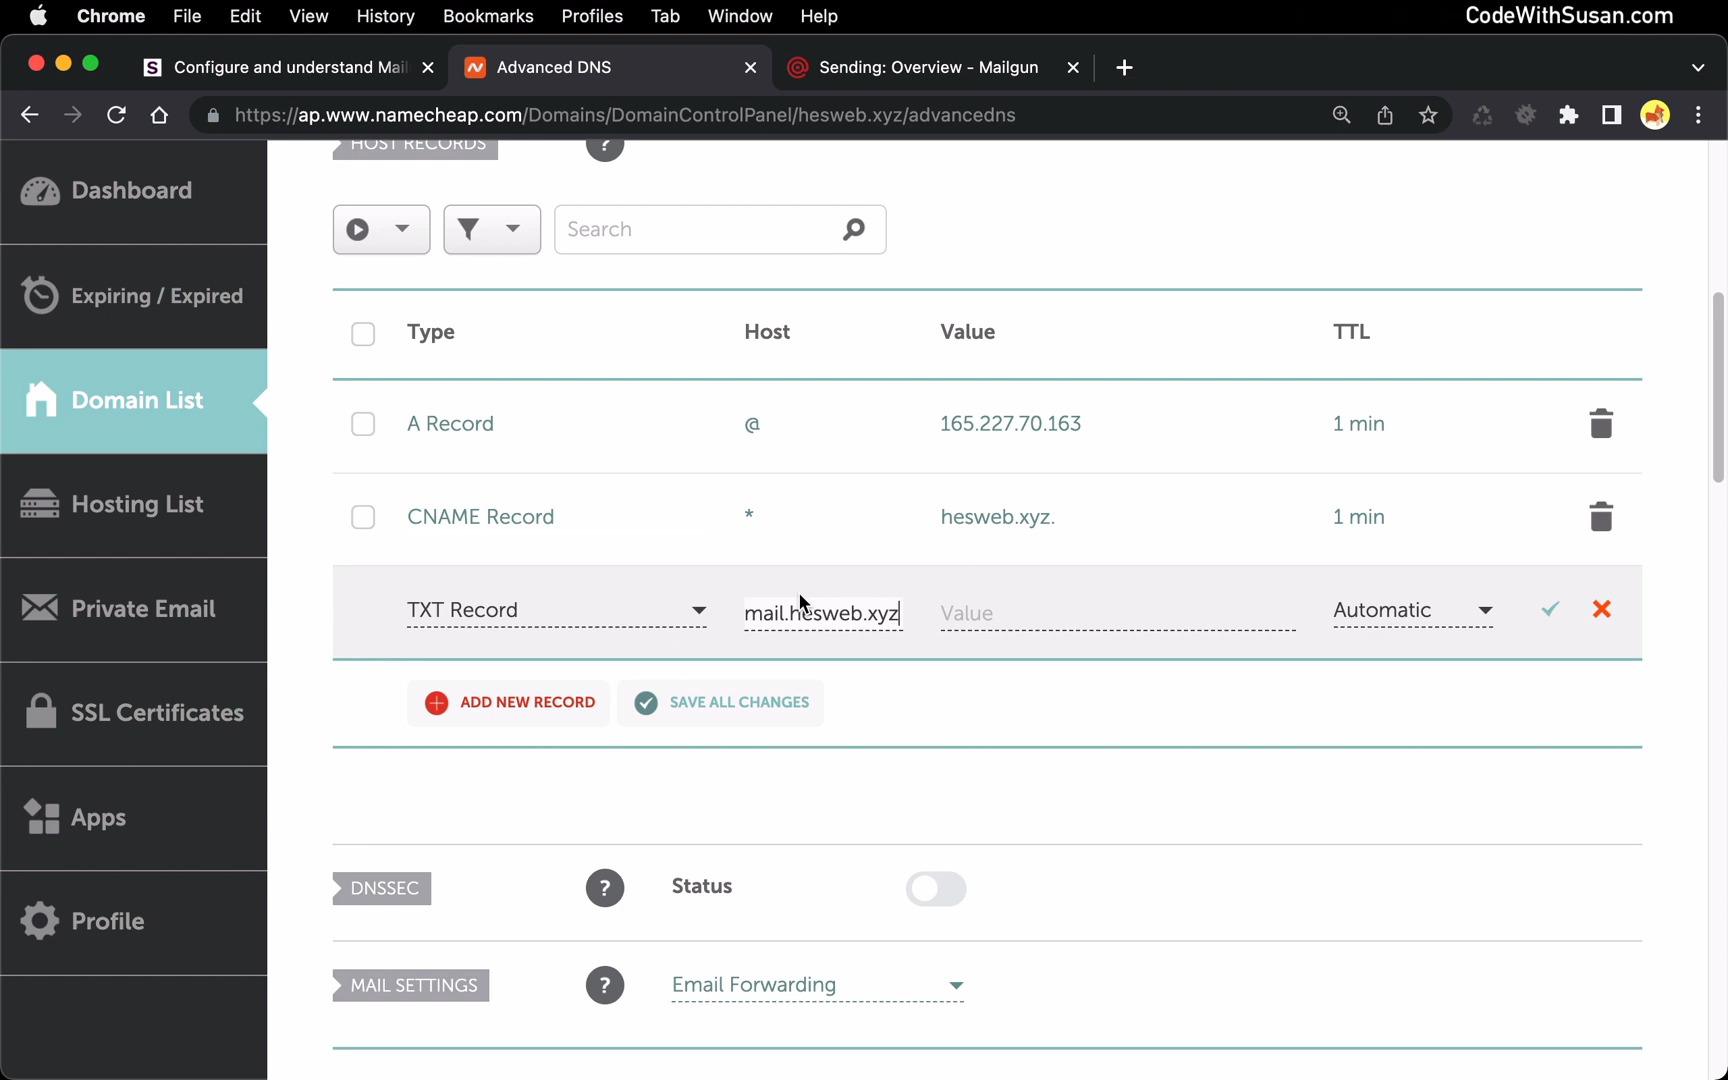 Chrome File Edit View History Bookmarks Profiles Tab Window Help CodeWithSusan.com
S Configure and understand Mail Advanced DNS Sending: Overview - Mailgun
https://ap.www.namecheap.com/Domains/DomainControlPanel/hesweb.xyz/advancedns
HOST RECORDS ?
Dashboard
Search
Expiring / Expired
Type Host Value TTL
Domain List
A Record @ 165.227.70.163 1 min
Hosting List
CNAME Record * hesweb.xyz. 1 min
Private Email
TXT Record mail.hesweb.xyz Value Automatic
SSL Certificates
ADD NEW RECORD SAVE ALL CHANGES
Apps
DNSSEC ? Status
Profile
MAIL SETTINGS ? Email Forwarding